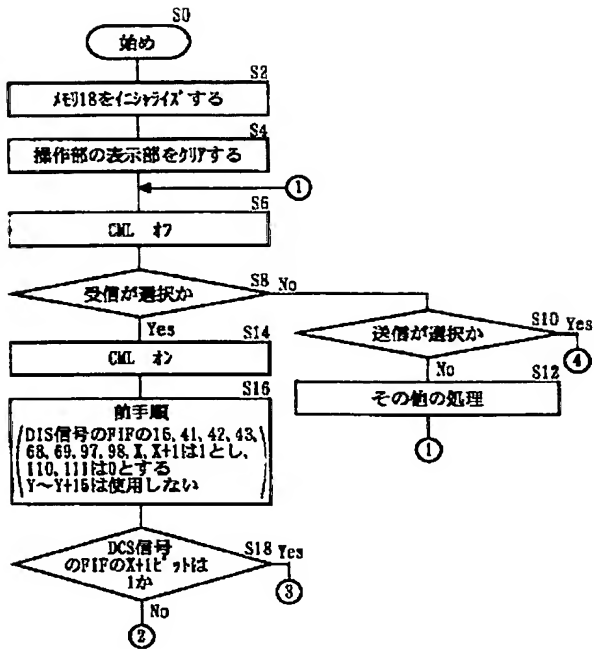 S0
始め
S2
メモリ18をイニシャライズする
S4
操作部の表示部をクリアする
①
S6
CML オフ
S8 No
受信が選択か
Yes
S10 Yes
送信が選択か
④
S14
CML オン
No
S12
その他の処理
①
S16
前手順
DIS信号のFIFの15,41,42,43,
68,69,97,98,X,X+1は1とし、
110,111は0とする
Y〜Y+15は使用しない
S18 Yes
DCS信号
のFIFのX+1ビットは
1か
③
No
②